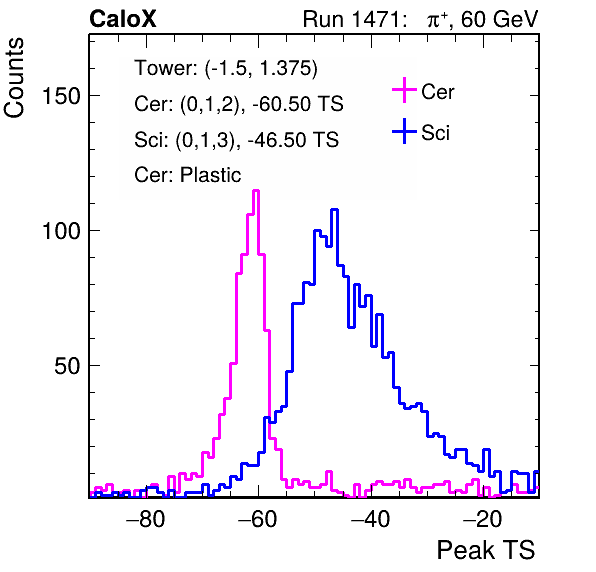 CaloX Run 1471: π⁺, 60 GeV
Counts
Tower: (-1.5, 1.375)
Cer: (0,1,2), -60.50 TS
Sci: (0,1,3), -46.50 TS
Cer: Plastic
Cer
Sci
150
100
50
−80 −60 −40 −20
Peak TS